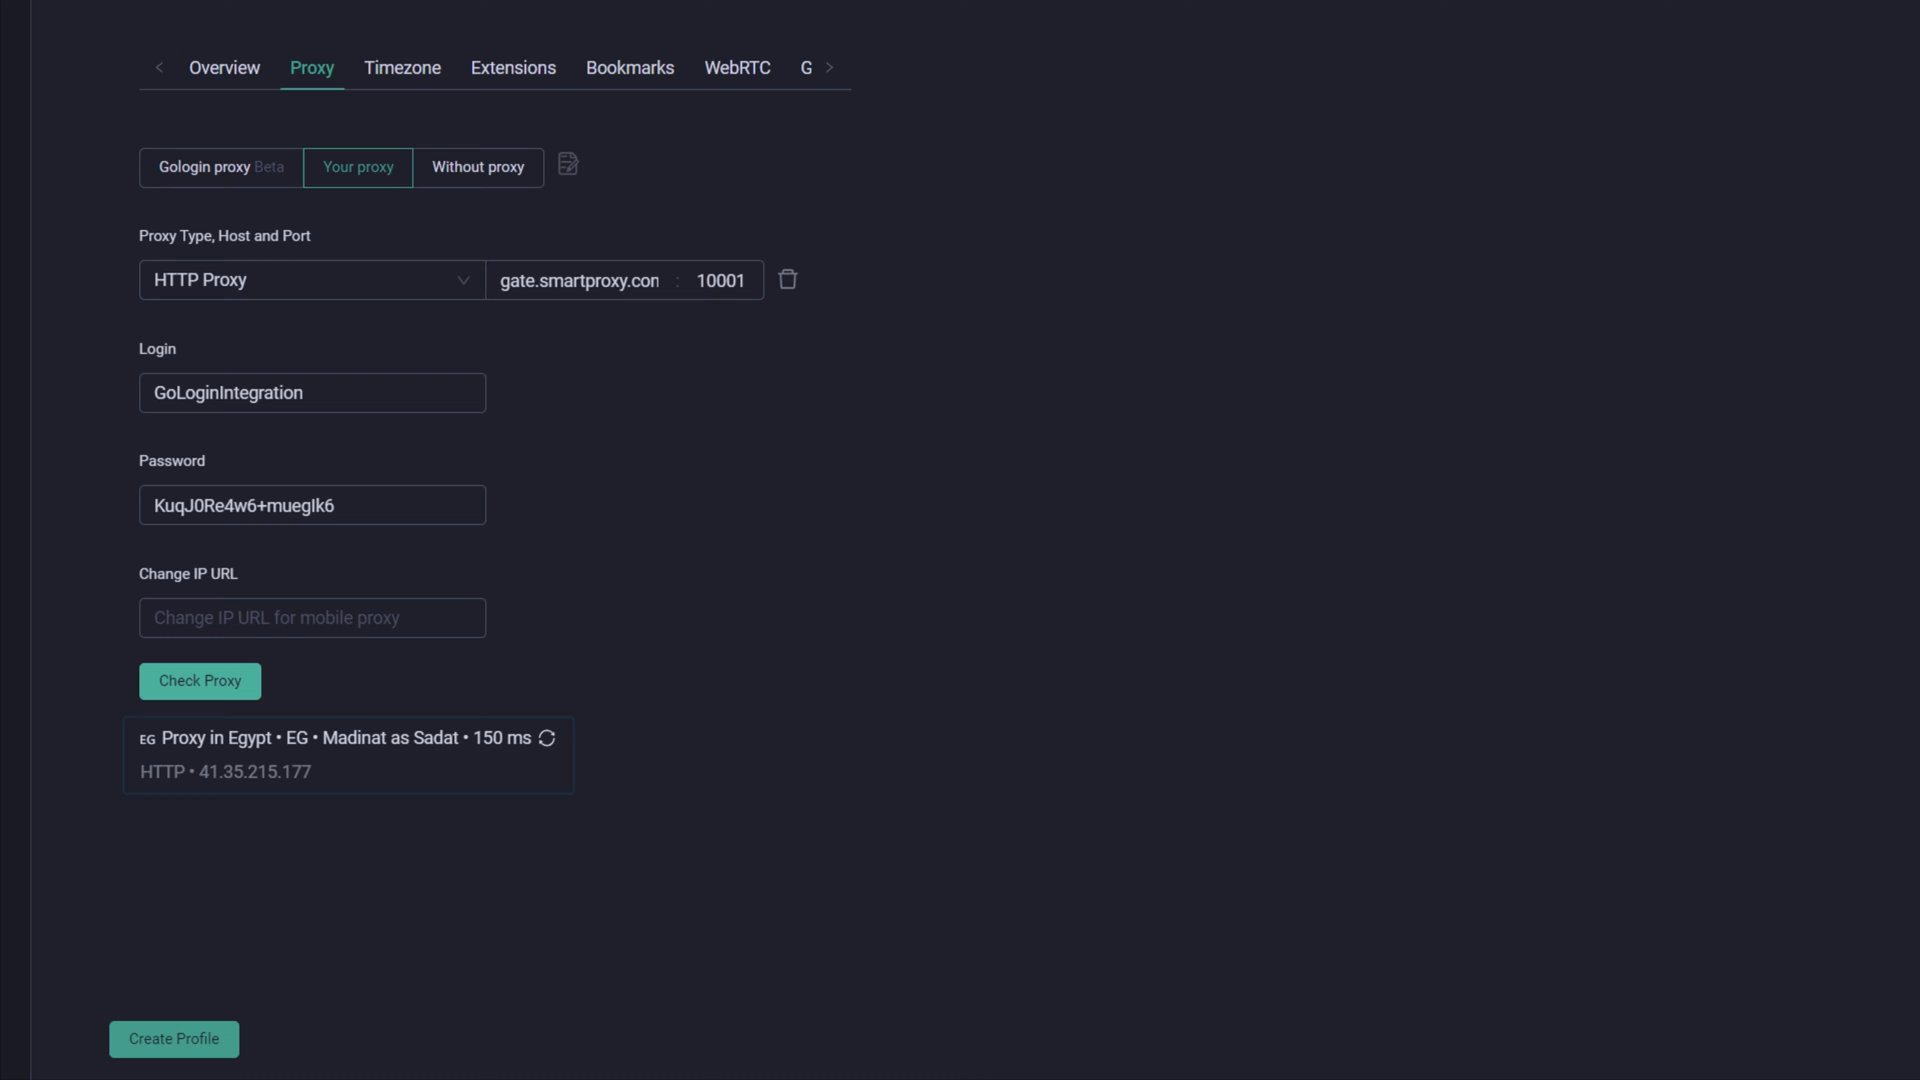 < Overview Proxy Timezone Extensions Bookmarks WebRTC G >
Gologin proxy Beta Your proxy Without proxy
Proxy Type, Host and Port
HTTP Proxy gate.smartproxy.con : 10001
Login
GoLoginIntegration
Password
KuqJ0Re4w6+muegIk6
Change IP URL
Change IP URL for mobile proxy
Check Proxy
EG Proxy in Egypt • EG • Madinat as Sadat • 150 ms
HTTP • 41.35.215.177
Create Profile